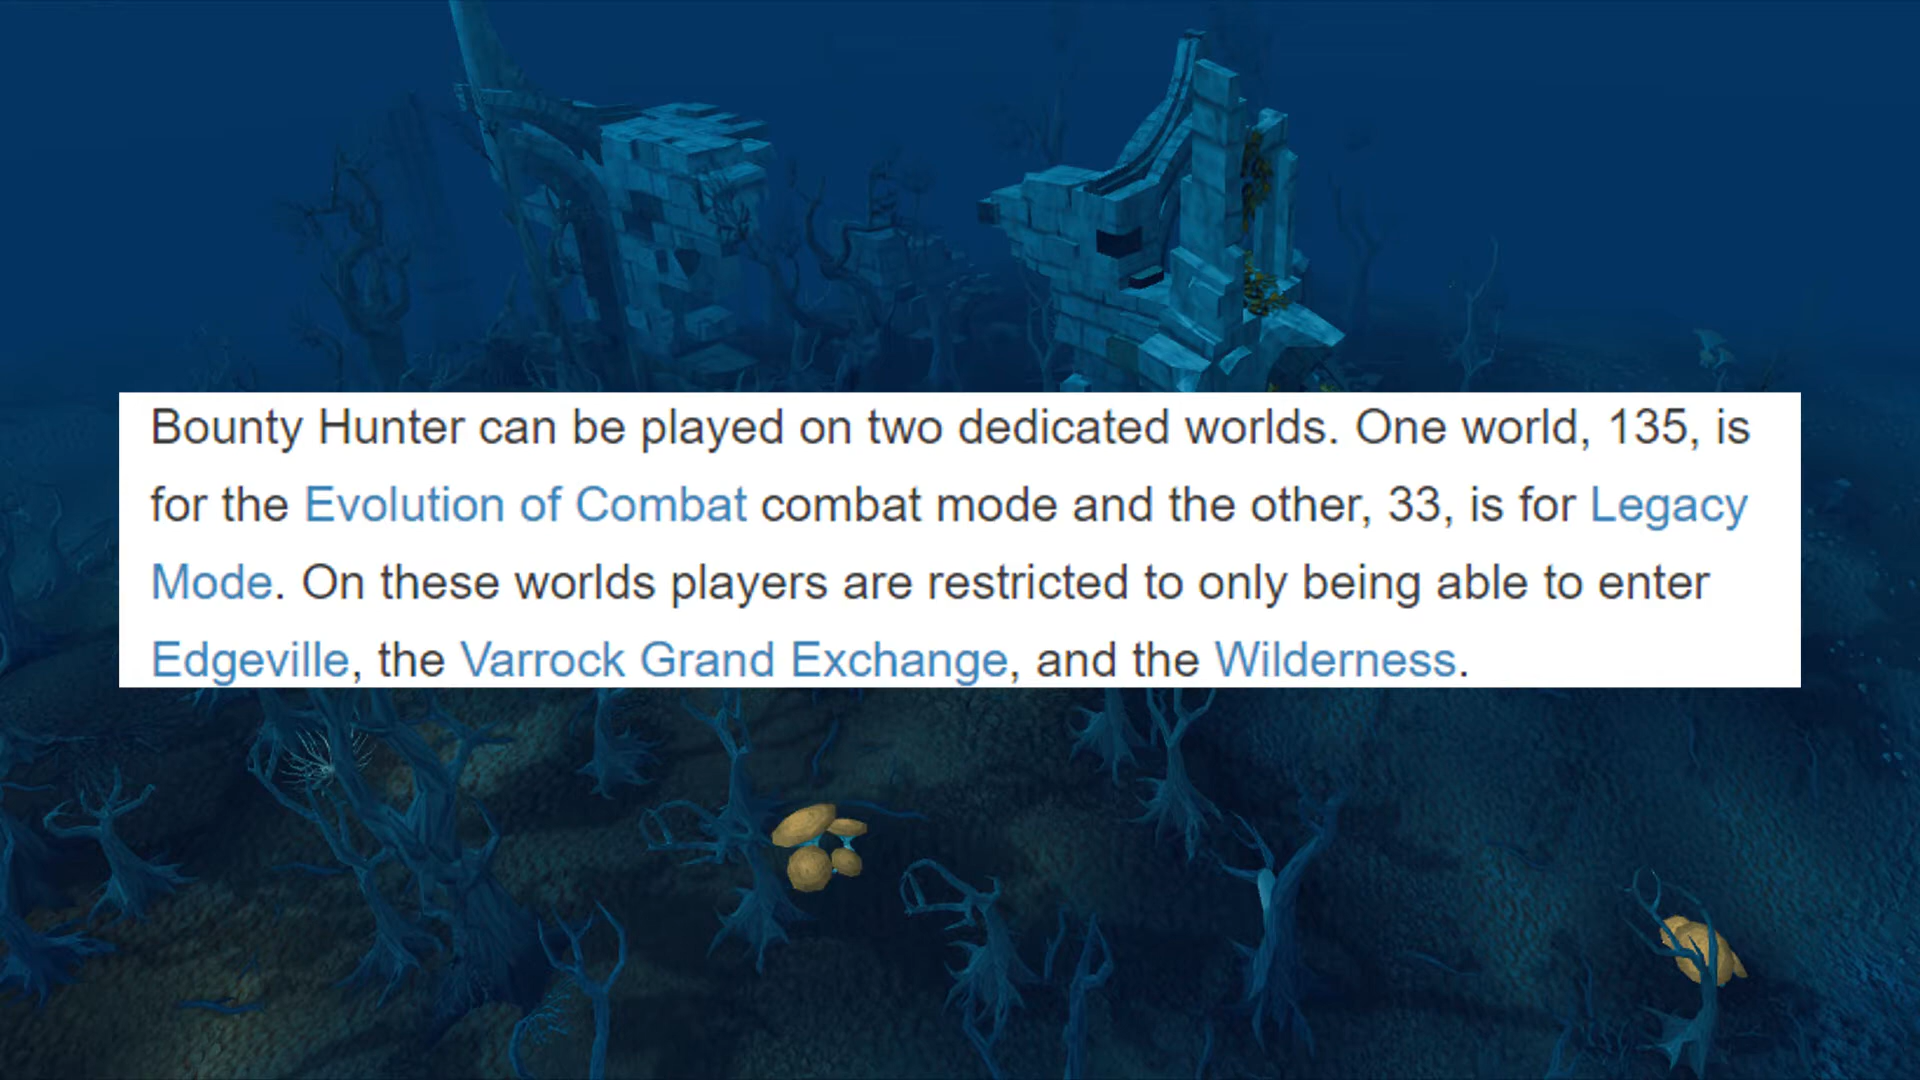 Bounty Hunter can be played on two dedicated worlds. One world, 135, is
for the Evolution of Combat combat mode and the other, 33, is for Legacy
Mode. On these worlds players are restricted to only being able to enter
Edgeville, the Varrock Grand Exchange, and the Wilderness.